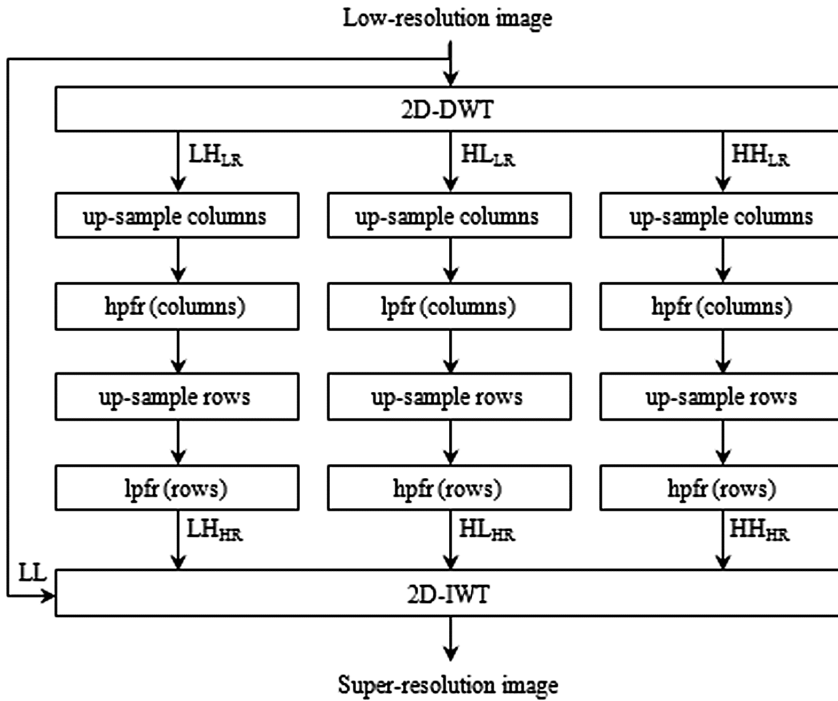 Low-resolution image
2D-DWT
LH_LR HL_LR HH_LR
up-sample columns up-sample columns up-sample columns
hpfr (columns) lpfr (columns) hpfr (columns)
up-sample rows up-sample rows up-sample rows
lpfr (rows) hpfr (rows) hpfr (rows)
LH_HR HL_HR HH_HR
LL
2D-IWT
Super-resolution image